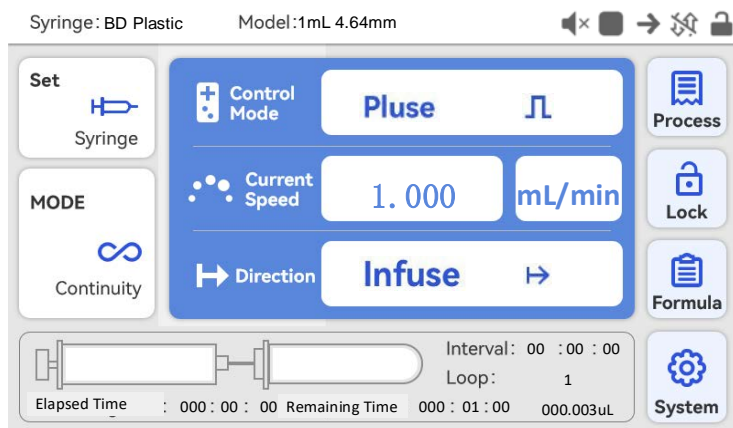 Syringe: BD Plastic Model:1mL 4.64mm
Set
Syringe
MODE
Continuity
Control Mode
Pluse
Current Speed
1.000 mL/min
Direction
Infuse
Process
Lock
Formula
System
Interval: 00 :00 : 00
Loop: 1
Elapsed Time : 000: 00 : 00 Remaining Time 000 : 01 : 00 000.003uL